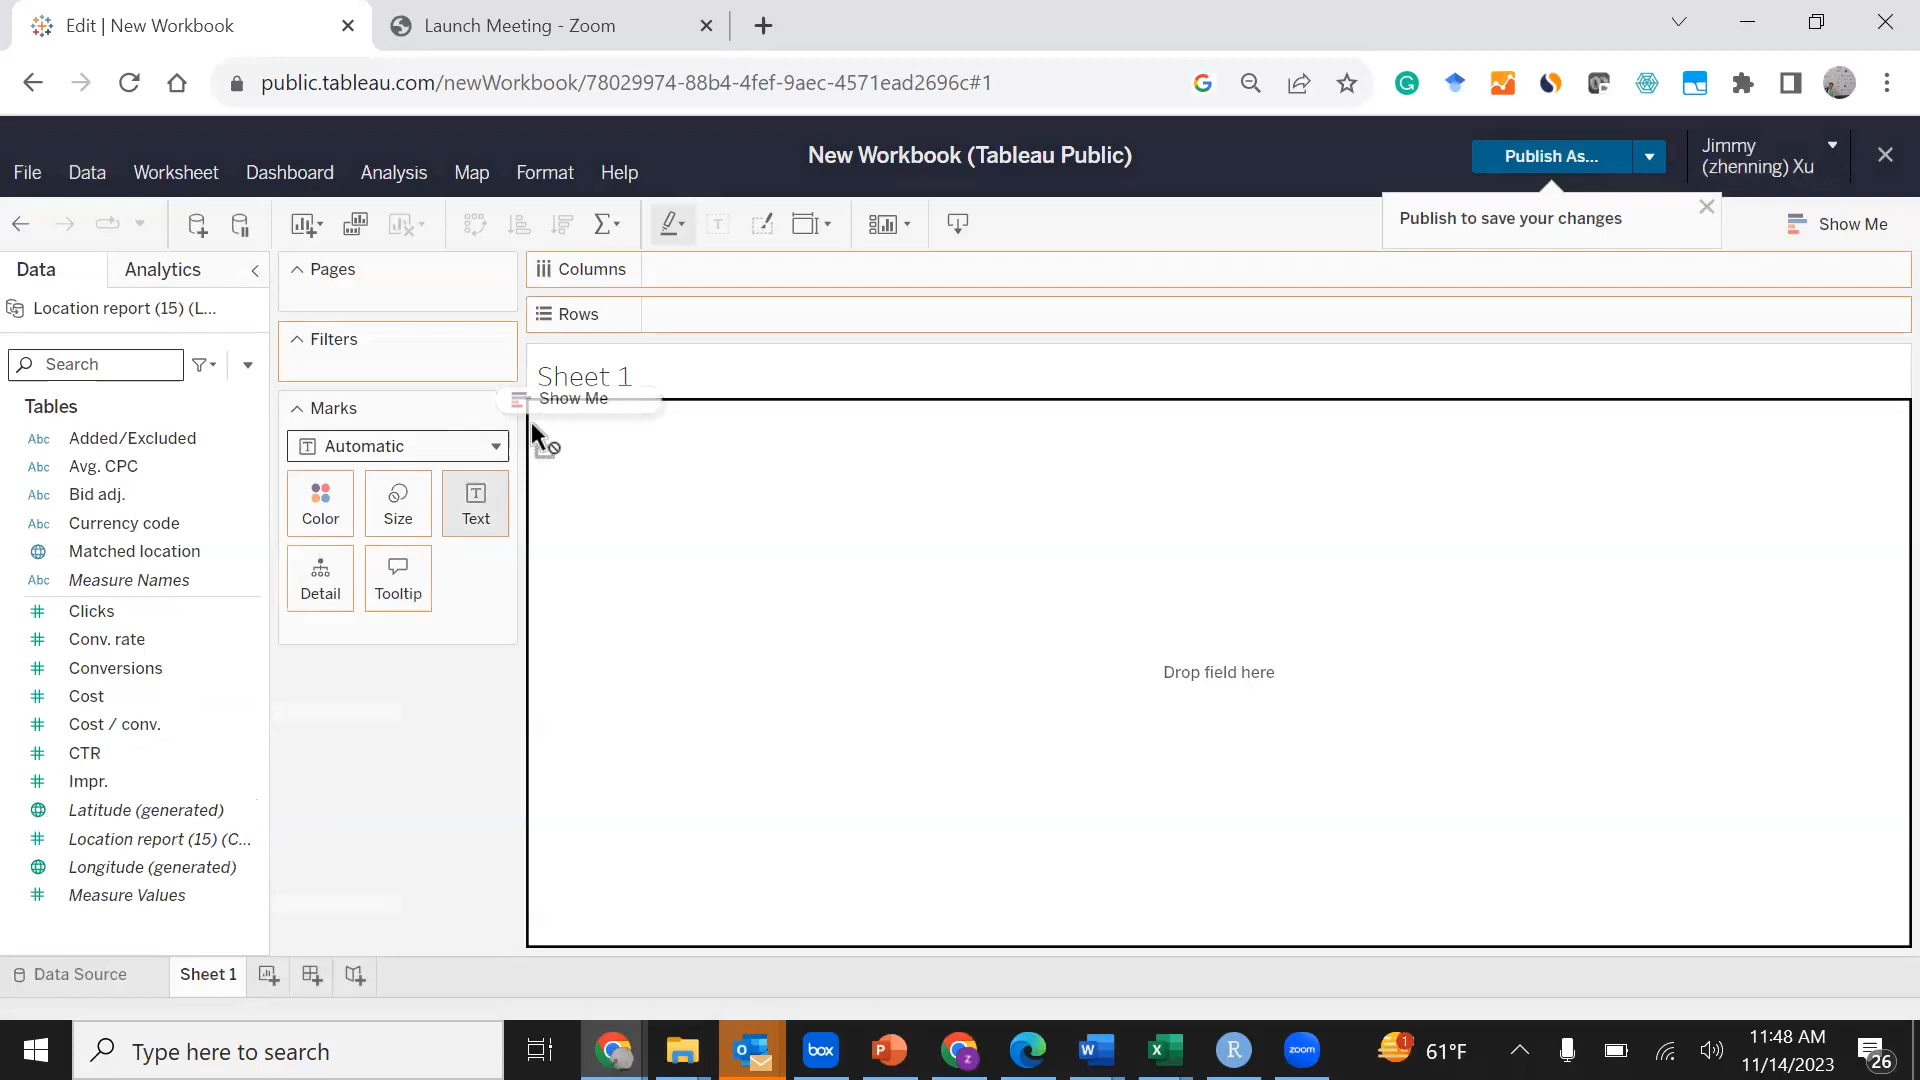 Edit | New Workbook
Launch Meeting - Zoom
public.tableau.com/newWorkbook/78029974-88b4-4fef-9aec-4571ead2696c#1
New Workbook (Tableau Public)
Publish As...
Jimmy
(zhenning) Xu
File Data Worksheet Dashboard Analysis Map Format Help
Publish to save your changes
Show Me
Data Analytics
Pages
Columns
Location report (15) (L...
Rows
Filters
Search
Sheet 1
Show Me
Tables
Marks
Added/Excluded
Automatic
Avg. CPC
Bid adj.
Color Size Text
Currency code
Matched location
Measure Names
Detail Tooltip
Clicks
Conv. rate
Conversions
Drop field here
Cost
Cost / conv.
CTR
Impr.
Latitude (generated)
Location report (15) (C...
Longitude (generated)
Measure Values
Abc
Abc
Abc
Abc
Abc
Data Source
Sheet 1
Type here to search
box
zoom
1
61°F
11:48 AM
11/14/2023
26